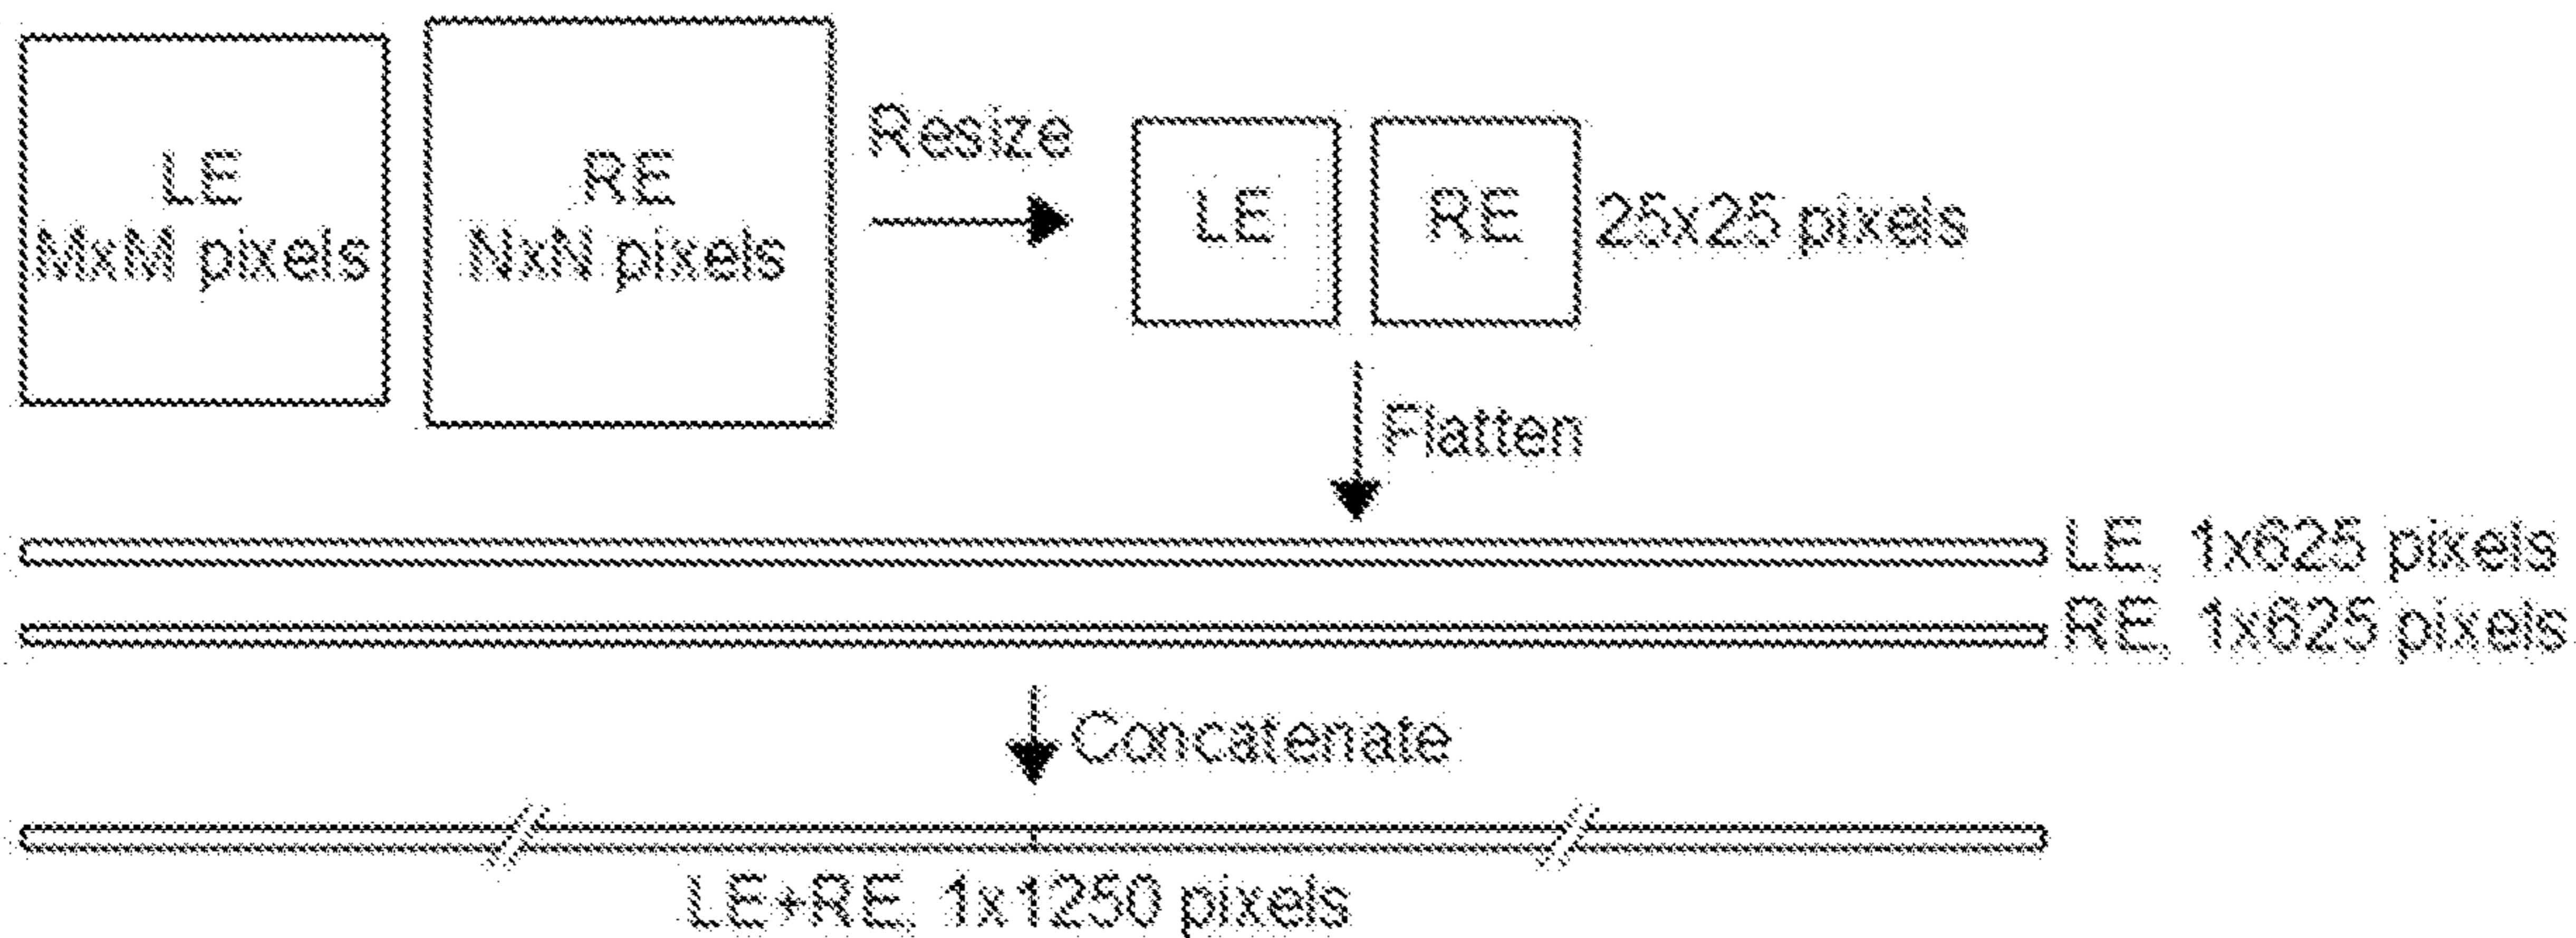 LE
MxM pixels
RE
NxN pixels
Resize
LE
RE
25x25 pixels
Flatten
LE, 1x625 pixels
RE, 1x625 pixels
Concatenate
LE+RE, 1x1250 pixels